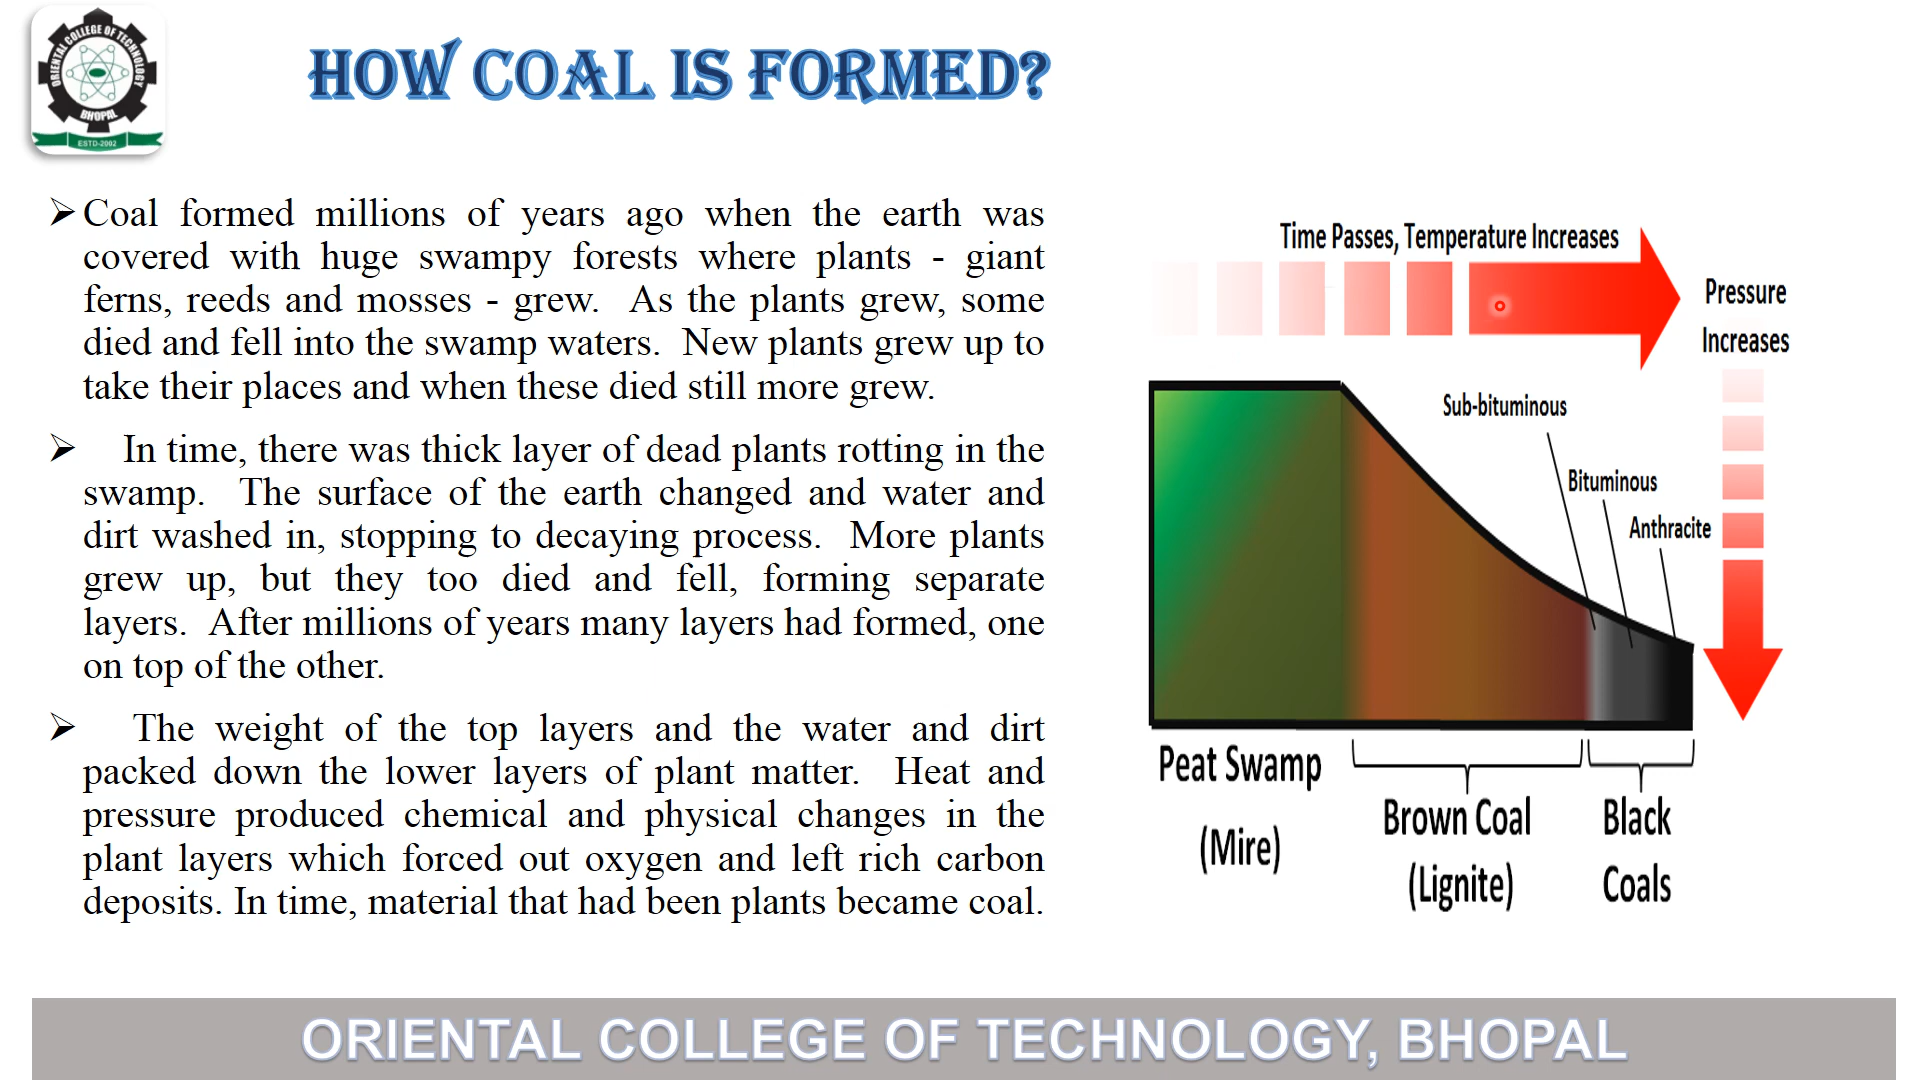 ORIENTAL COLLEGE OF TECHNOLOGY
BHOPAL
ESTD-2002
HOW COAL IS FORMED?
➢Coal formed millions of years ago when the earth was
covered with huge swampy forests where plants - giant
ferns, reeds and mosses - grew.  As the plants grew, some
died and fell into the swamp waters.  New plants grew up to
take their places and when these died still more grew.
➢ In time, there was thick layer of dead plants rotting in the
swamp.  The surface of the earth changed and water and
dirt washed in, stopping to decaying process.  More plants
grew up, but they too died and fell, forming separate
layers.  After millions of years many layers had formed, one
on top of the other.
➢ The weight of the top layers and the water and dirt
packed down the lower layers of plant matter.  Heat and
pressure produced chemical and physical changes in the
plant layers which forced out oxygen and left rich carbon
deposits. In time, material that had been plants became coal.
Time Passes, Temperature Increases
Pressure
Increases
Sub-bituminous
Bituminous
Anthracite
Peat Swamp
(Mire)
Brown Coal
(Lignite)
Black
Coals
ORIENTAL COLLEGE OF TECHNOLOGY, BHOPAL